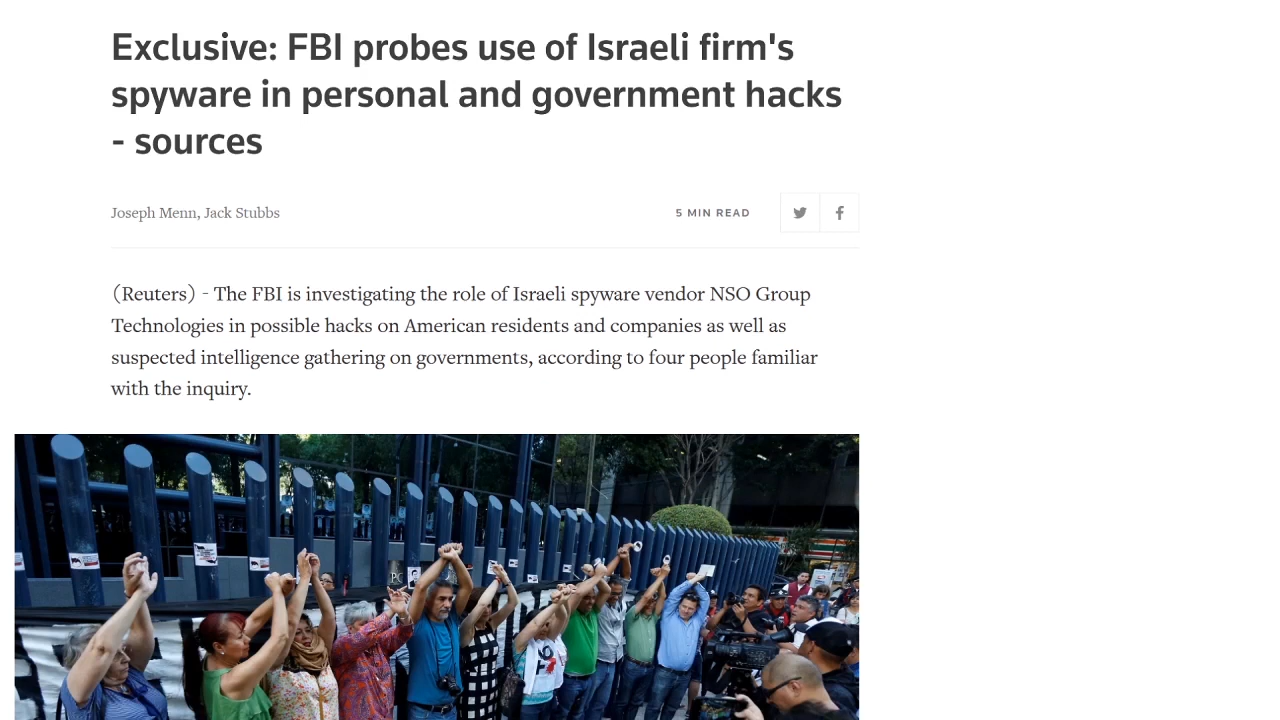 Exclusive: FBI probes use of Israeli firm's
spyware in personal and government hacks
- sources
Joseph Menn, Jack Stubbs
5 MIN READ
(Reuters) - The FBI is investigating the role of Israeli spyware vendor NSO Group
Technologies in possible hacks on American residents and companies as well as
suspected intelligence gathering on governments, according to four people familiar
with the inquiry.